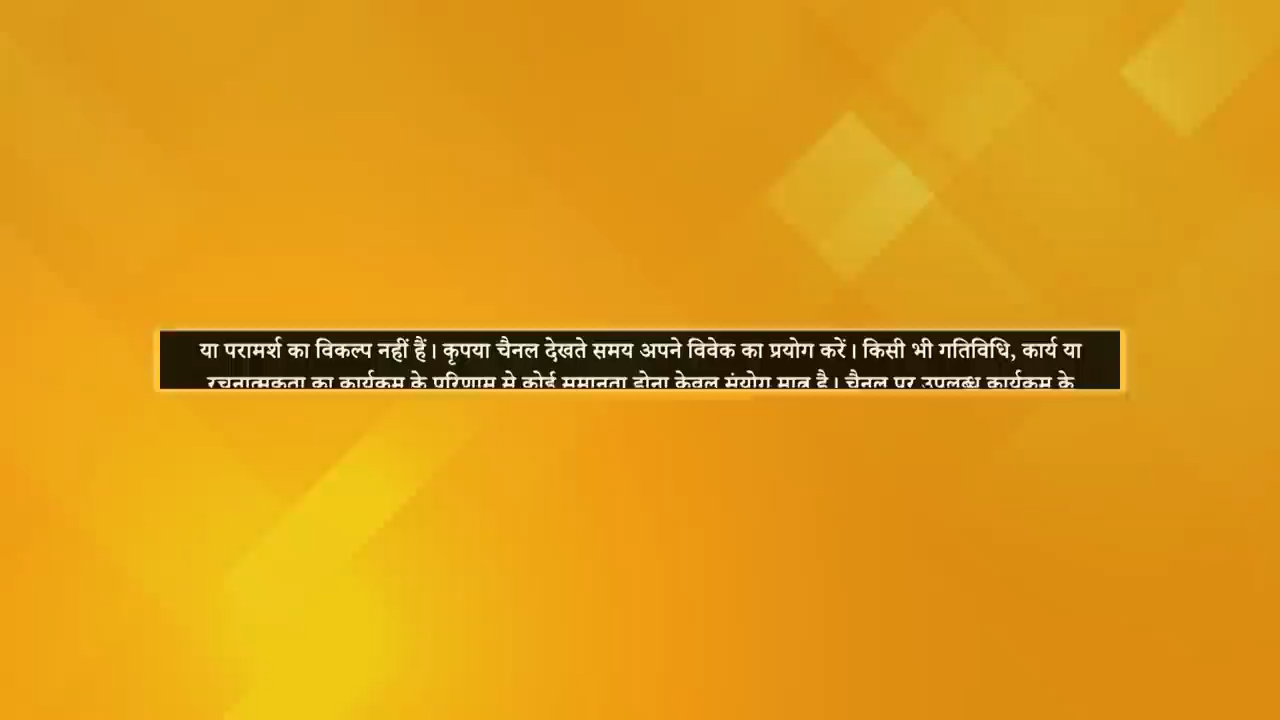 या परामर्श का विकल्प नहीं हैं। कृपया चैनल देखते समय अपने विवेक का प्रयोग करें। किसी भी गतिविधि, कार्य या
रचनात्मकता का कार्यक्रम के परिणाम से कोई समानता होना केवल संयोग मात्र है। चैनल पर उपलब्ध कार्यक्रम के